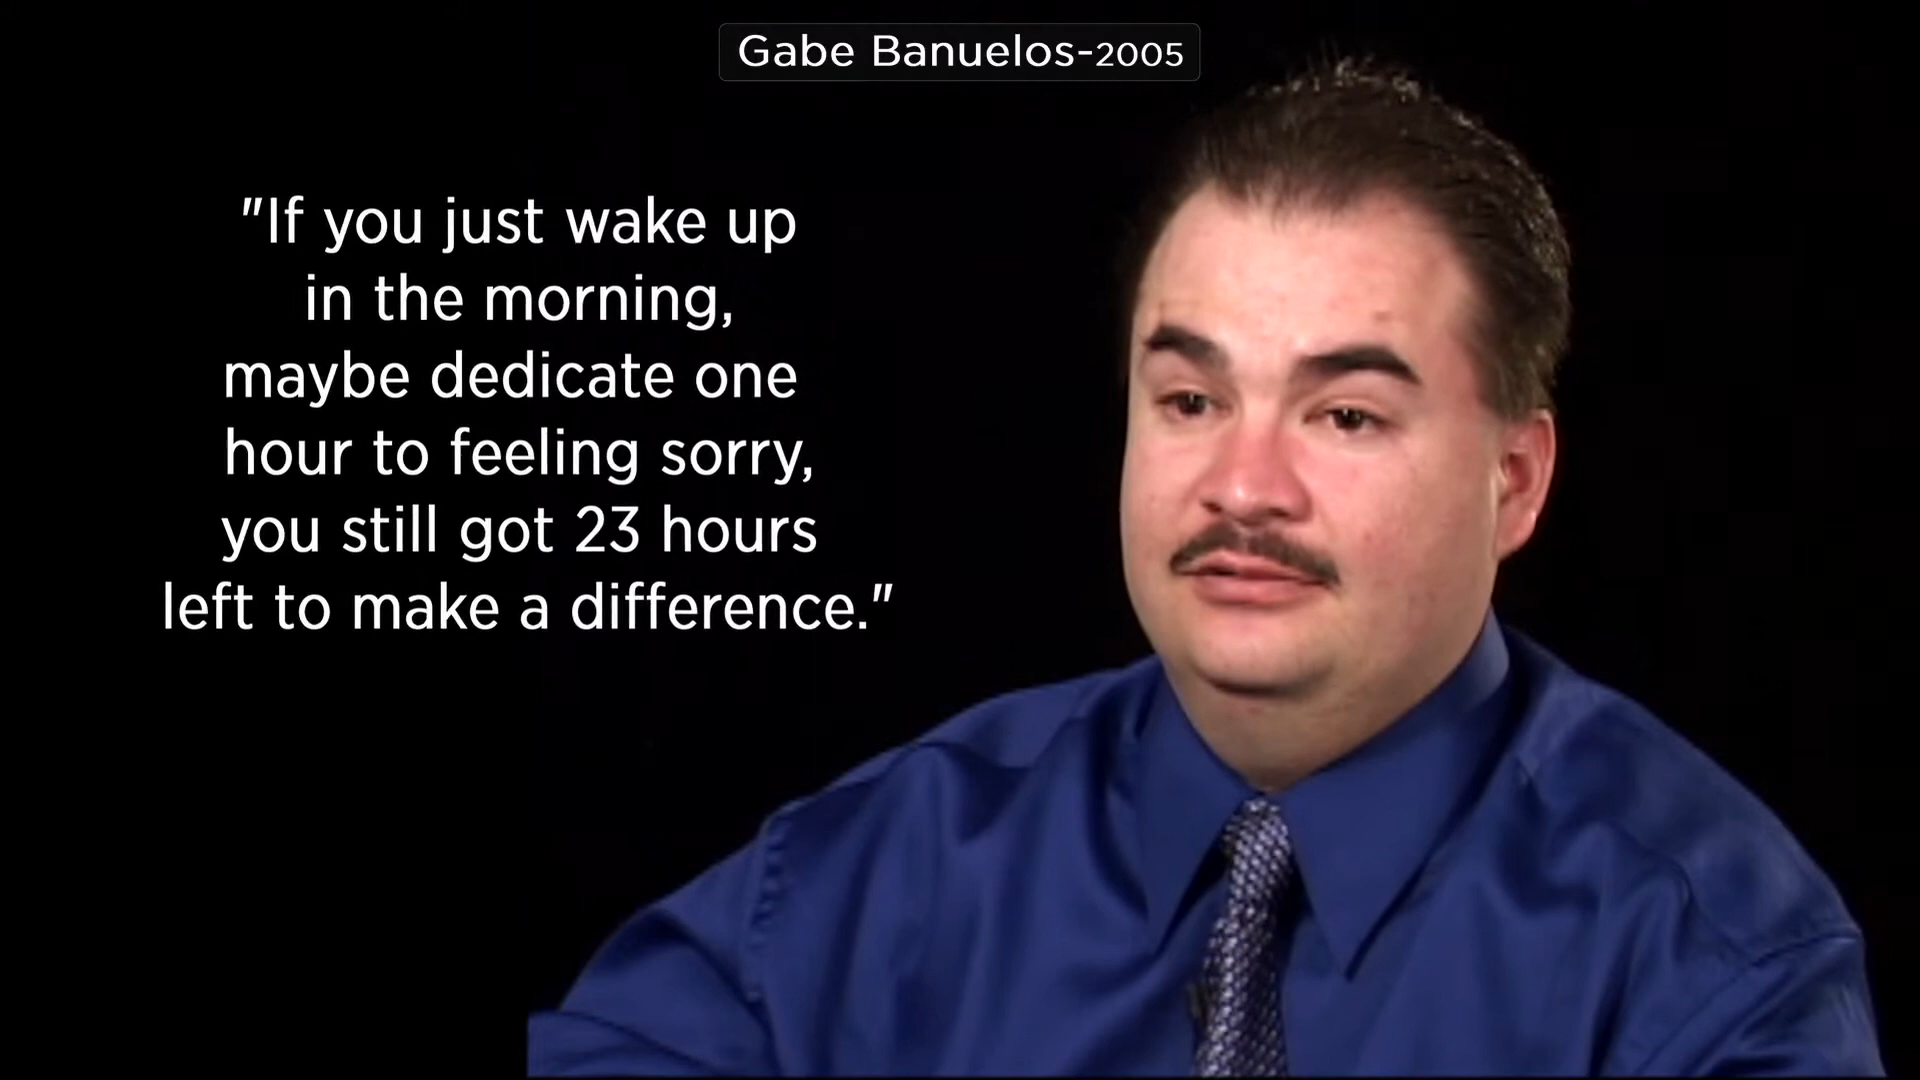 Gabe Banuelos-2005
"If you just wake up
in the morning,
maybe dedicate one
hour to feeling sorry,
you still got 23 hours
left to make a difference."